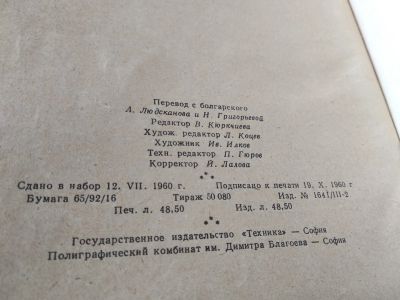 Перевод с болгарского
А. Людсканова и Н. Григорьевой
Редактор В. Кюркчиева
Худож. редактор Л. Коцев
Художник Ив. Илков
Техн. редактор П. Гюров
Корректор Й. Лалова
Сдано в набор 12. VII. 1960 г. Подписацо к печати 19. X. 1960 г
Бумага 65/92/16 Тираж 50 080 Изд. № 1641/III-2
Печ. л. 48,50 Изд. л. 48,50
Государственное издательство «Техника» — София
Полиграфический комбинат им. Димитра Благоева — София